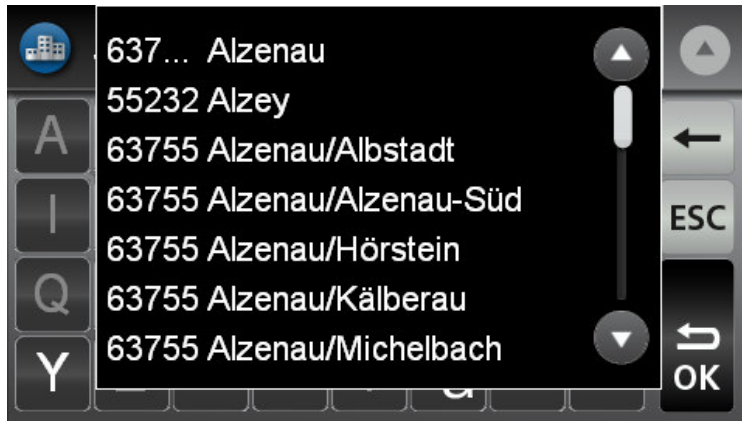 637... Alzenau
55232 Alzey
63755 Alzenau/Albstadt
63755 Alzenau/Alzenau-Süd
63755 Alzenau/Hörstein
63755 Alzenau/Kälberau
63755 Alzenau/Michelbach
A
I
Q
Y
ESC
OK